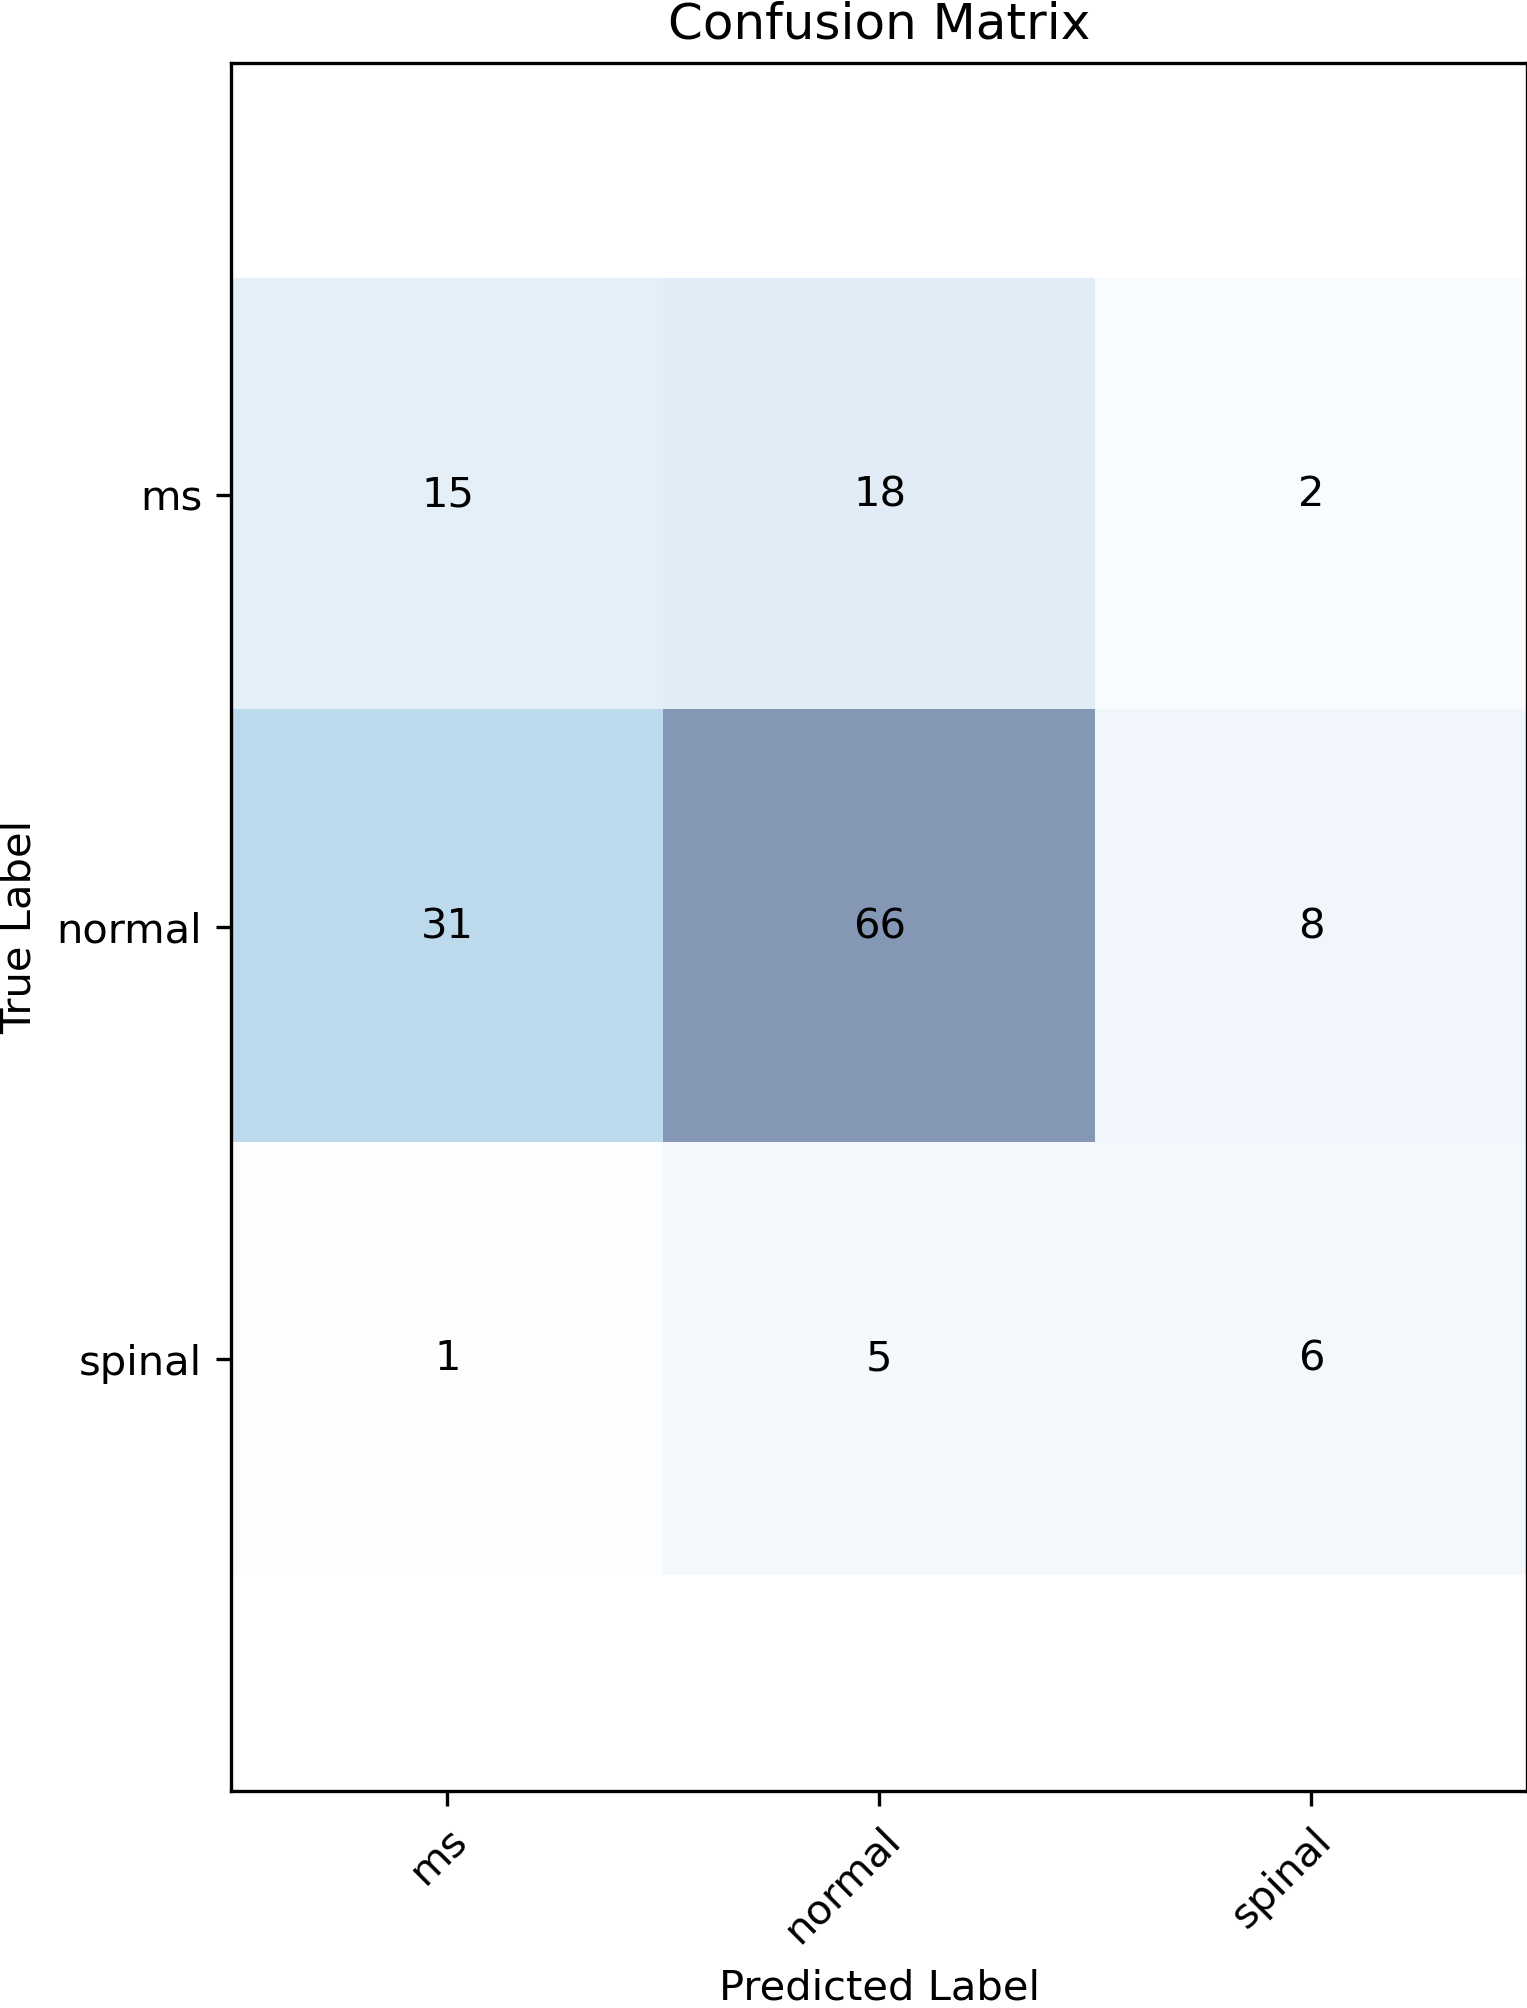 Confusion Matrix
True Label
ms
15 18 2
normal
31 66 8
spinal
1 5 6
ms normal spinal
Predicted Label